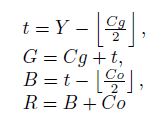 t = Y − ⌊Cg/2⌋,
G = Cg + t,
B = t − ⌊Co/2⌋,
R = B + Co